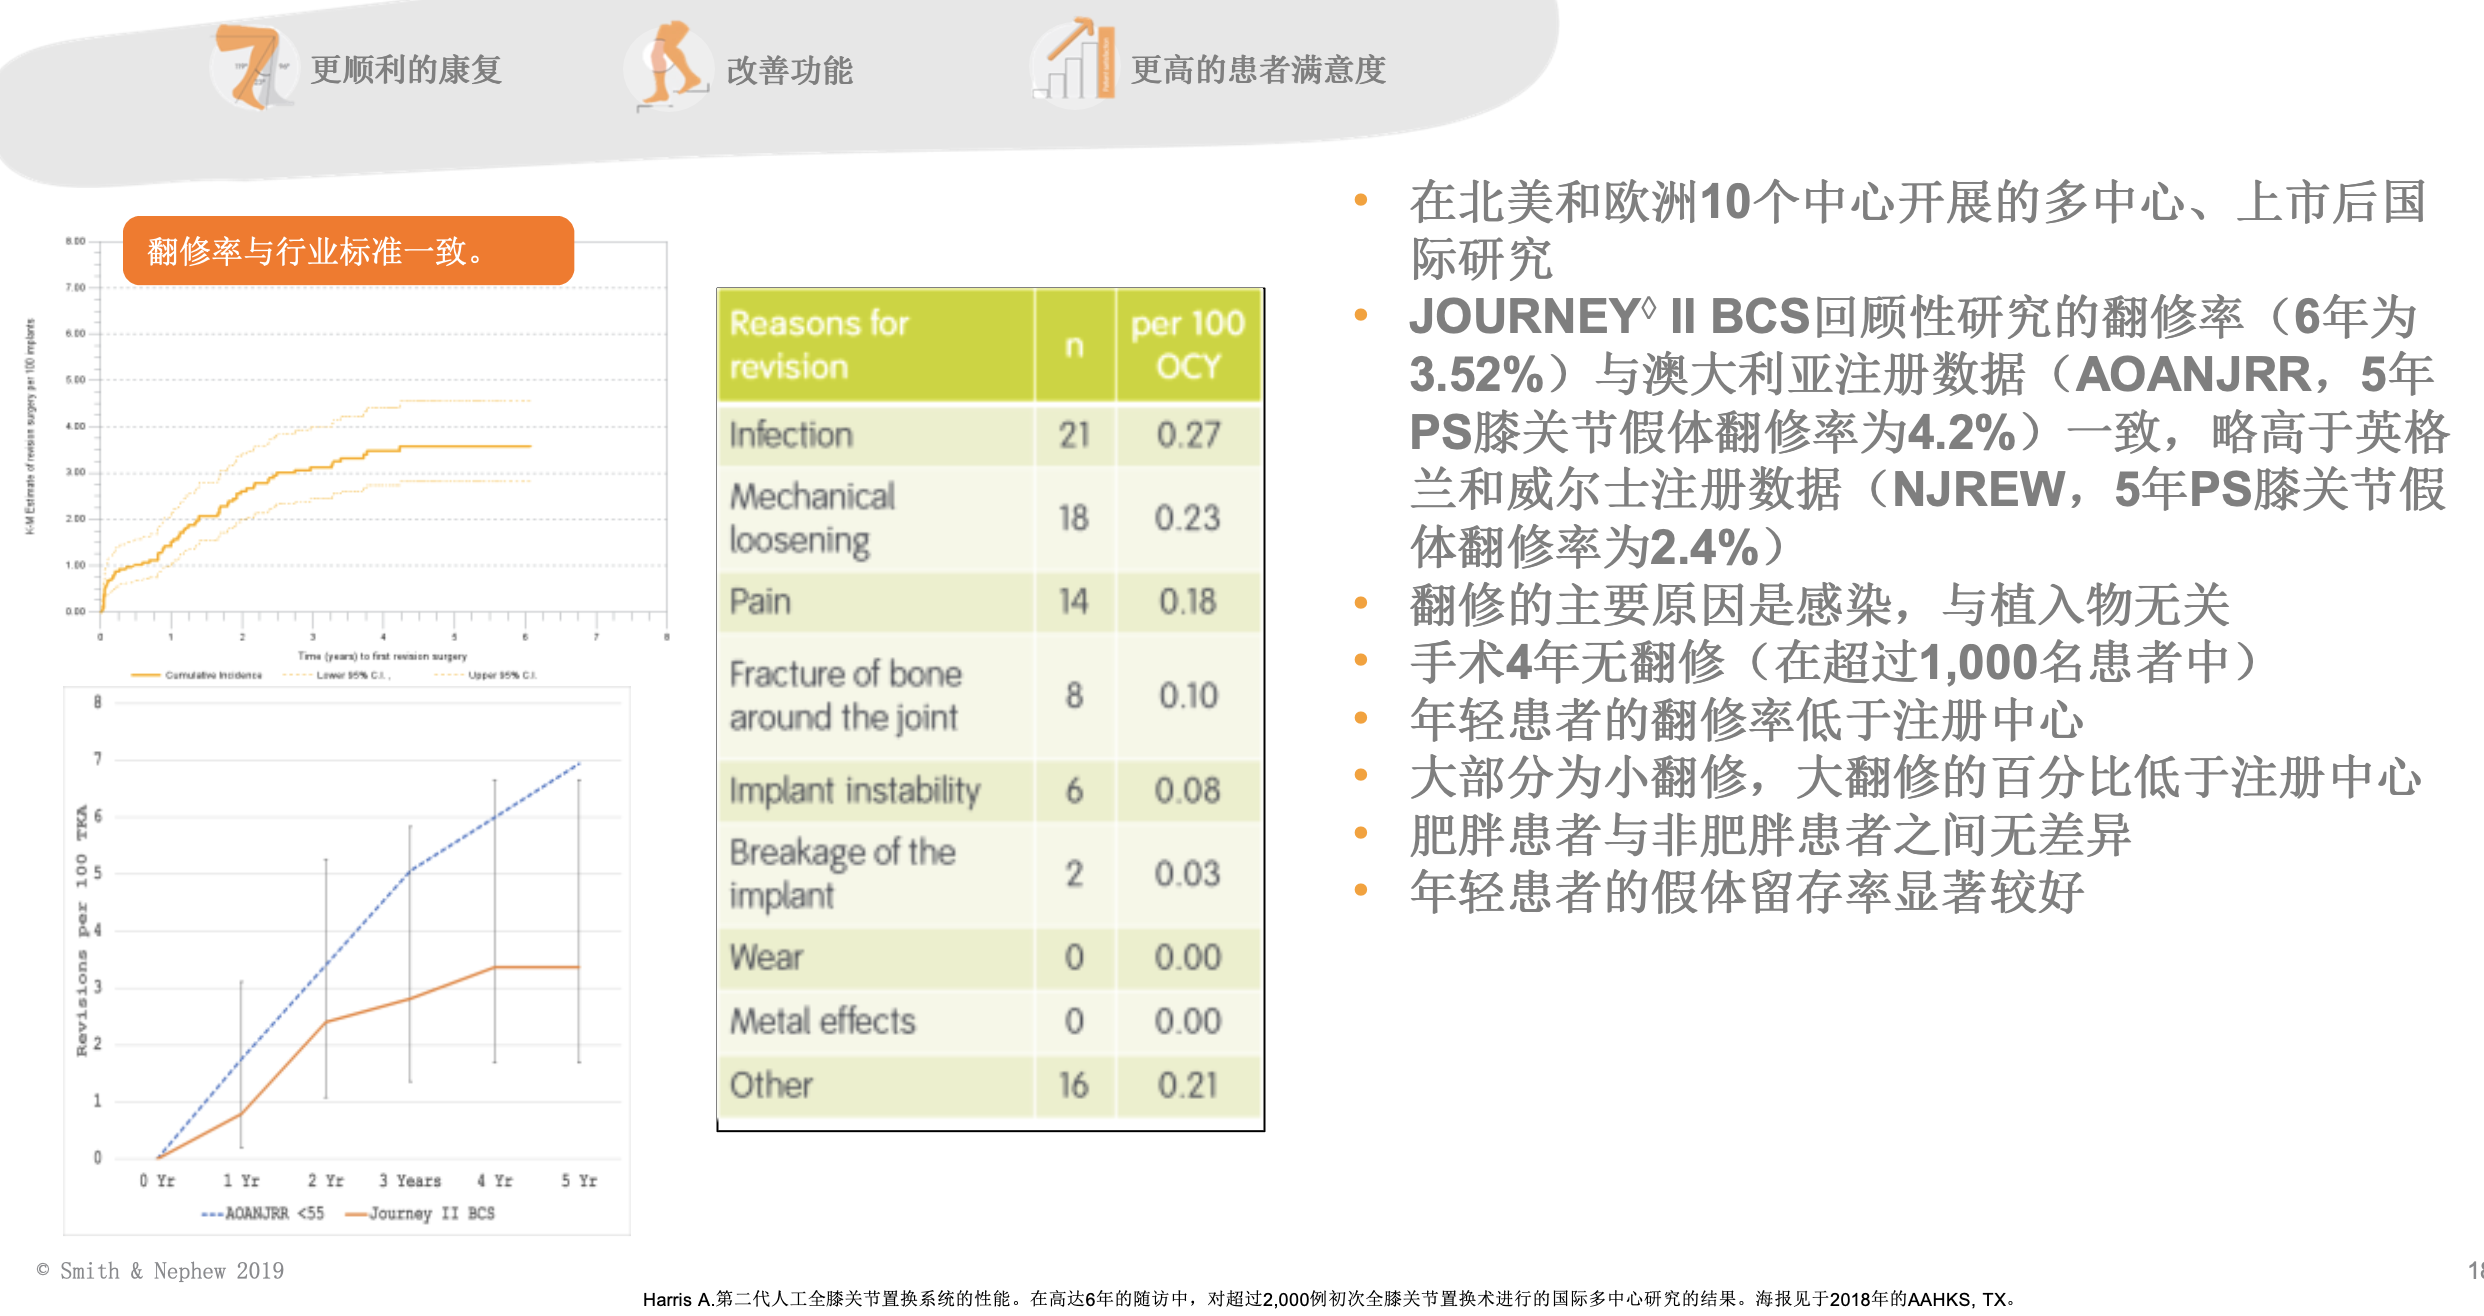 更顺利的康复
改善功能
更高的患者满意度
翻修率与行业标准一致。
K-M Estimate of revision surgery per 100 implants
8.00
7.00
6.00
5.00
4.00
3.00
2.00
1.00
0.00
0 1 2 3 4 5 6 7 8
Time (years) to first revision surgery
Cumulative Incidence Lower 95% C.I., Upper 95% C.I.
Revisions per 100 TKA
8
7
6
5
4
3
2
1
0
0 Yr 1 Yr 2 Yr 3 Years 4 Yr 5 Yr
AOANJRR <55 Journey II BCS
Reasons for revision n per 100 OCY
Infection 21 0.27
Mechanical loosening 18 0.23
Pain 14 0.18
Fracture of bone around the joint 8 0.10
Implant instability 6 0.08
Breakage of the implant 2 0.03
Wear 0 0.00
Metal effects 0 0.00
Other 16 0.21
• 在北美和欧洲10个中心开展的多中心、上市后国
际研究
• JOURNEY◊ II BCS回顾性研究的翻修率（6年为
3.52%）与澳大利亚注册数据（AOANJRR，5年
PS膝关节假体翻修率为4.2%）一致，略高于英格
兰和威尔士注册数据（NJREW，5年PS膝关节假
体翻修率为2.4%）
• 翻修的主要原因是感染，与植入物无关
• 手术4年无翻修（在超过1,000名患者中）
• 年轻患者的翻修率低于注册中心
• 大部分为小翻修，大翻修的百分比低于注册中心
• 肥胖患者与非肥胖患者之间无差异
• 年轻患者的假体留存率显著较好
© Smith & Nephew 2019
Harris A.第二代人工全膝关节置换系统的性能。在高达6年的随访中，对超过2,000例初次全膝关节置换术进行的国际多中心研究的结果。海报见于2018年的AAHKS, TX。